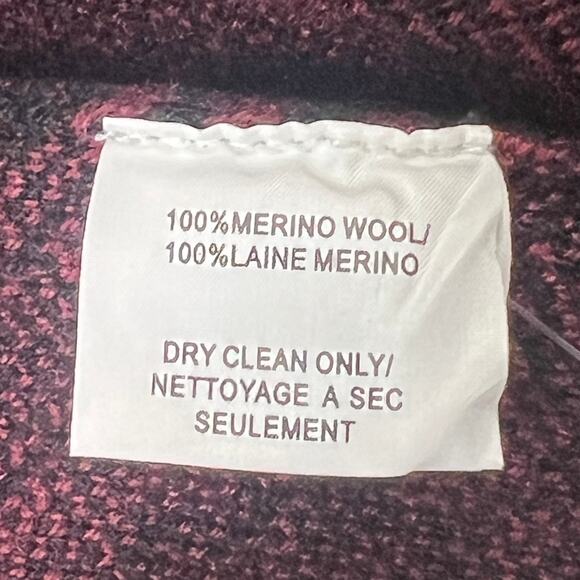 100%MERINO WOOL/
100%LAINE MERINO
DRY CLEAN ONLY/
NETTOYAGE A SEC
SEULEMENT